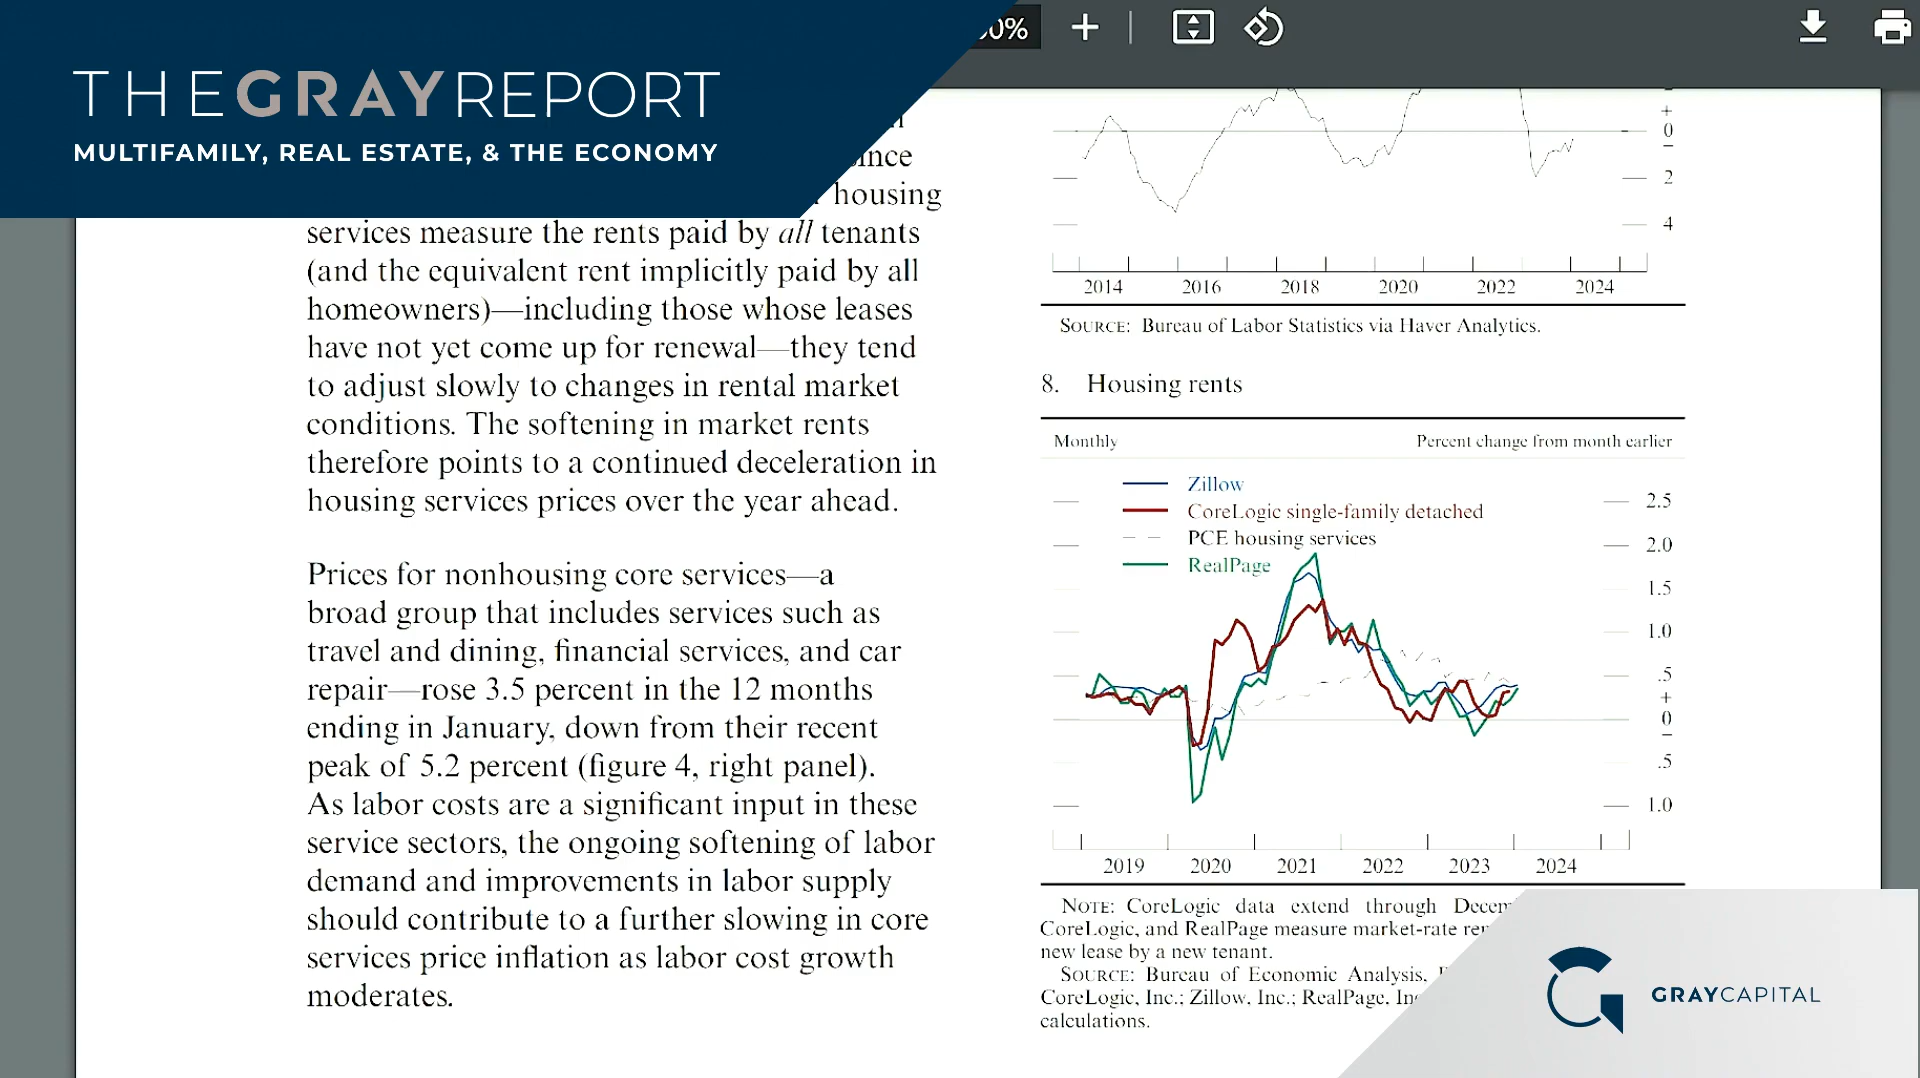 THEGRAYREPORT
MULTIFAMILY, REAL ESTATE, & THE ECONOMY
0%
housing
services measure the rents paid by all tenants
(and the equivalent rent implicitly paid by all
homeowners)—including those whose leases
have not yet come up for renewal—they tend
to adjust slowly to changes in rental market
conditions. The softening in market rents
therefore points to a continued deceleration in
housing services prices over the year ahead.
Prices for nonhousing core services—a
broad group that includes services such as
travel and dining, financial services, and car
repair—rose 3.5 percent in the 12 months
ending in January, down from their recent
peak of 5.2 percent (figure 4, right panel).
As labor costs are a significant input in these
service sectors, the ongoing softening of labor
demand and improvements in labor supply
should contribute to a further slowing in core
services price inflation as labor cost growth
moderates.
+
0
–
2
4
2014 2016 2018 2020 2022 2024
SOURCE: Bureau of Labor Statistics via Haver Analytics.
8. Housing rents
Monthly Percent change from month earlier
Zillow
CoreLogic single-family detached
PCE housing services
RealPage
2.5
2.0
1.5
1.0
.5
+
0
–
.5
1.0
2019 2020 2021 2022 2023 2024
NOTE: CoreLogic data extend through
CoreLogic, and RealPage measure market-rate
new lease by a new tenant.
SOURCE: Bureau of Economic Analysis,
CoreLogic, Inc.; Zillow, Inc.; RealPage,
calculations.
GRAYCAPITAL